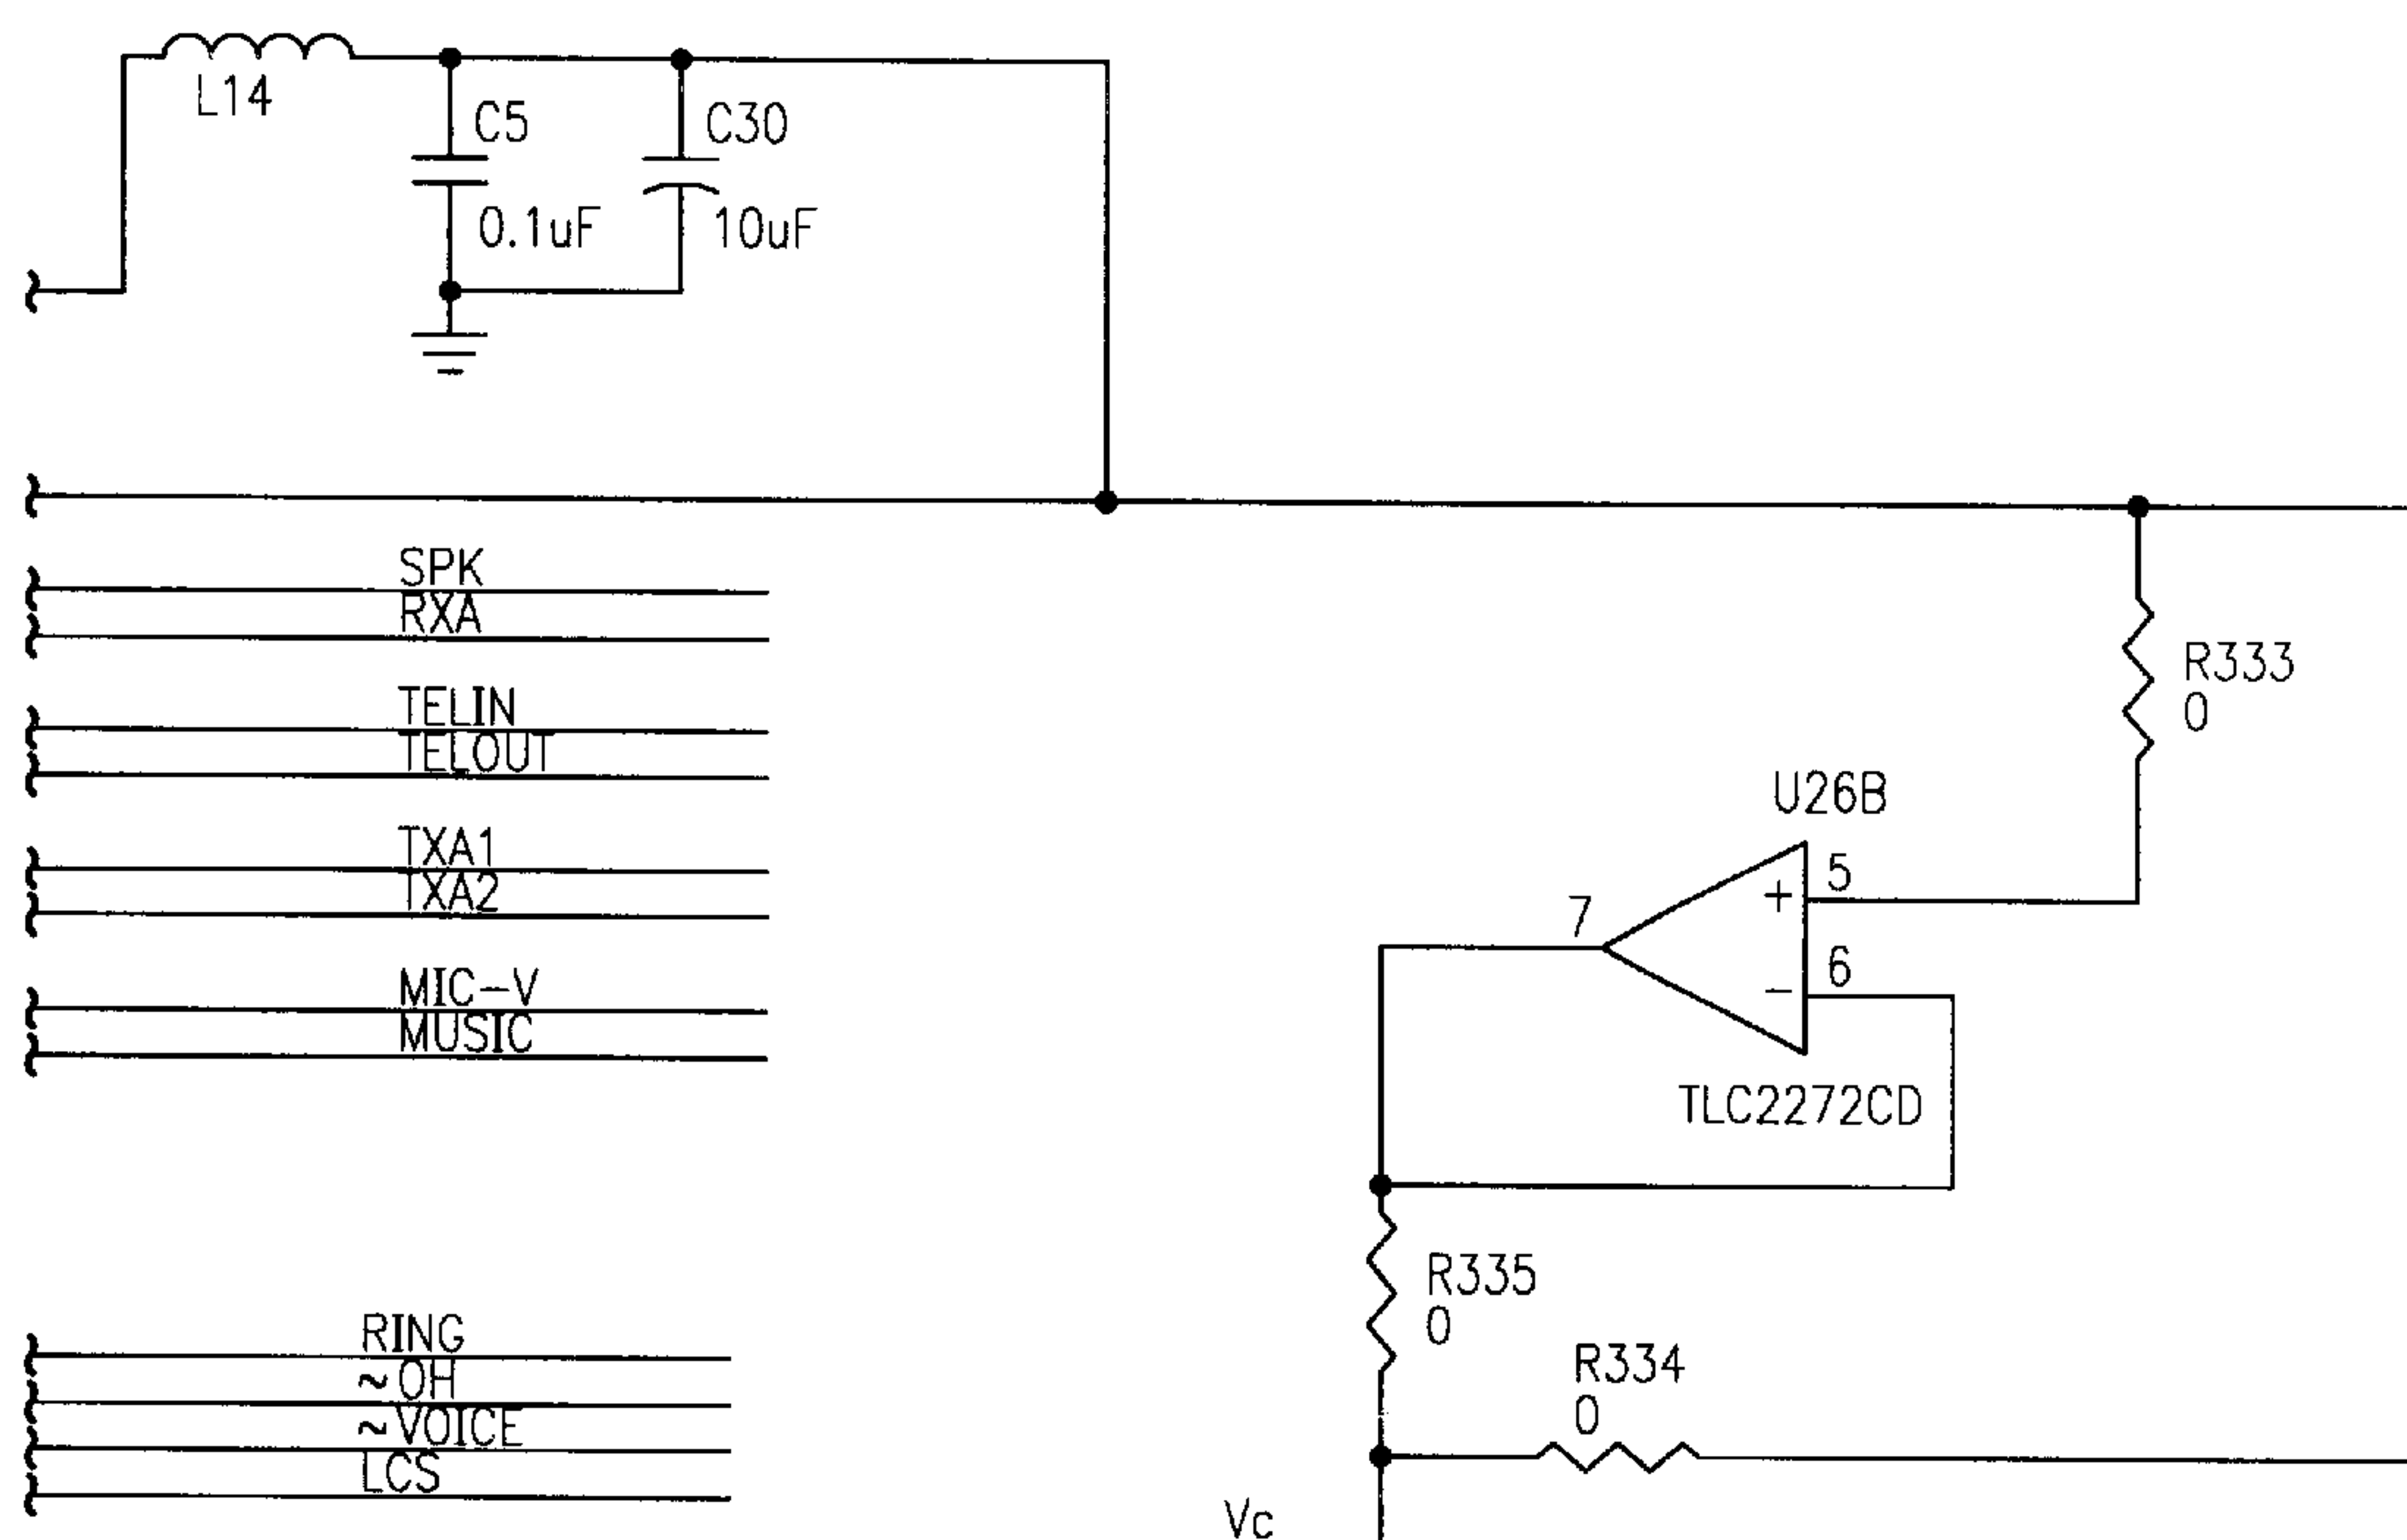 L14
C5
0.1uF
C30
10uF
SPK
RXA
TELIN
TELOUT
TXA1
TXA2
MIC-V
MUSIC
RING
~OH
~VOICE
LCS
R333
0
U26B
5
+
7
6
-
TLC2272CD
R335
0
R334
0
Vc